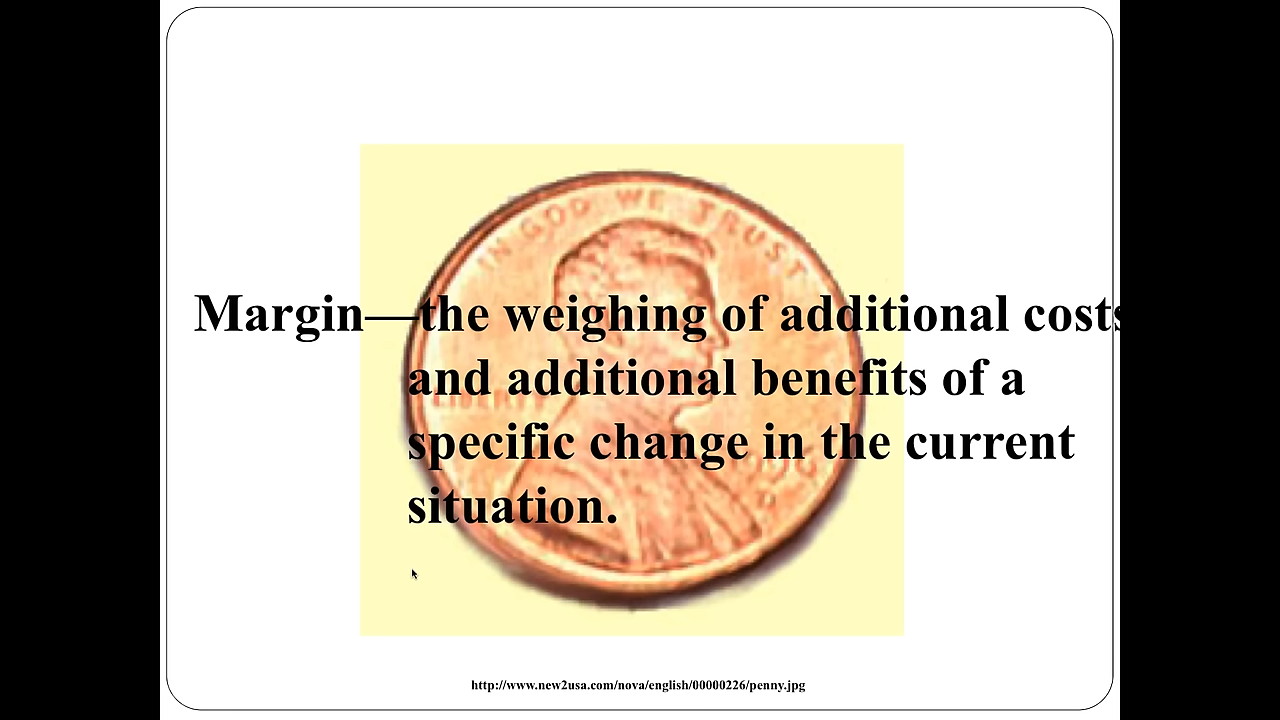 IN GOD WE TRUST
Margin—the weighing of additional costs
and additional benefits of a
LIBERTY
specific change in the current
situation.
http://www.new2usa.com/nova/english/00000226/penny.jpg